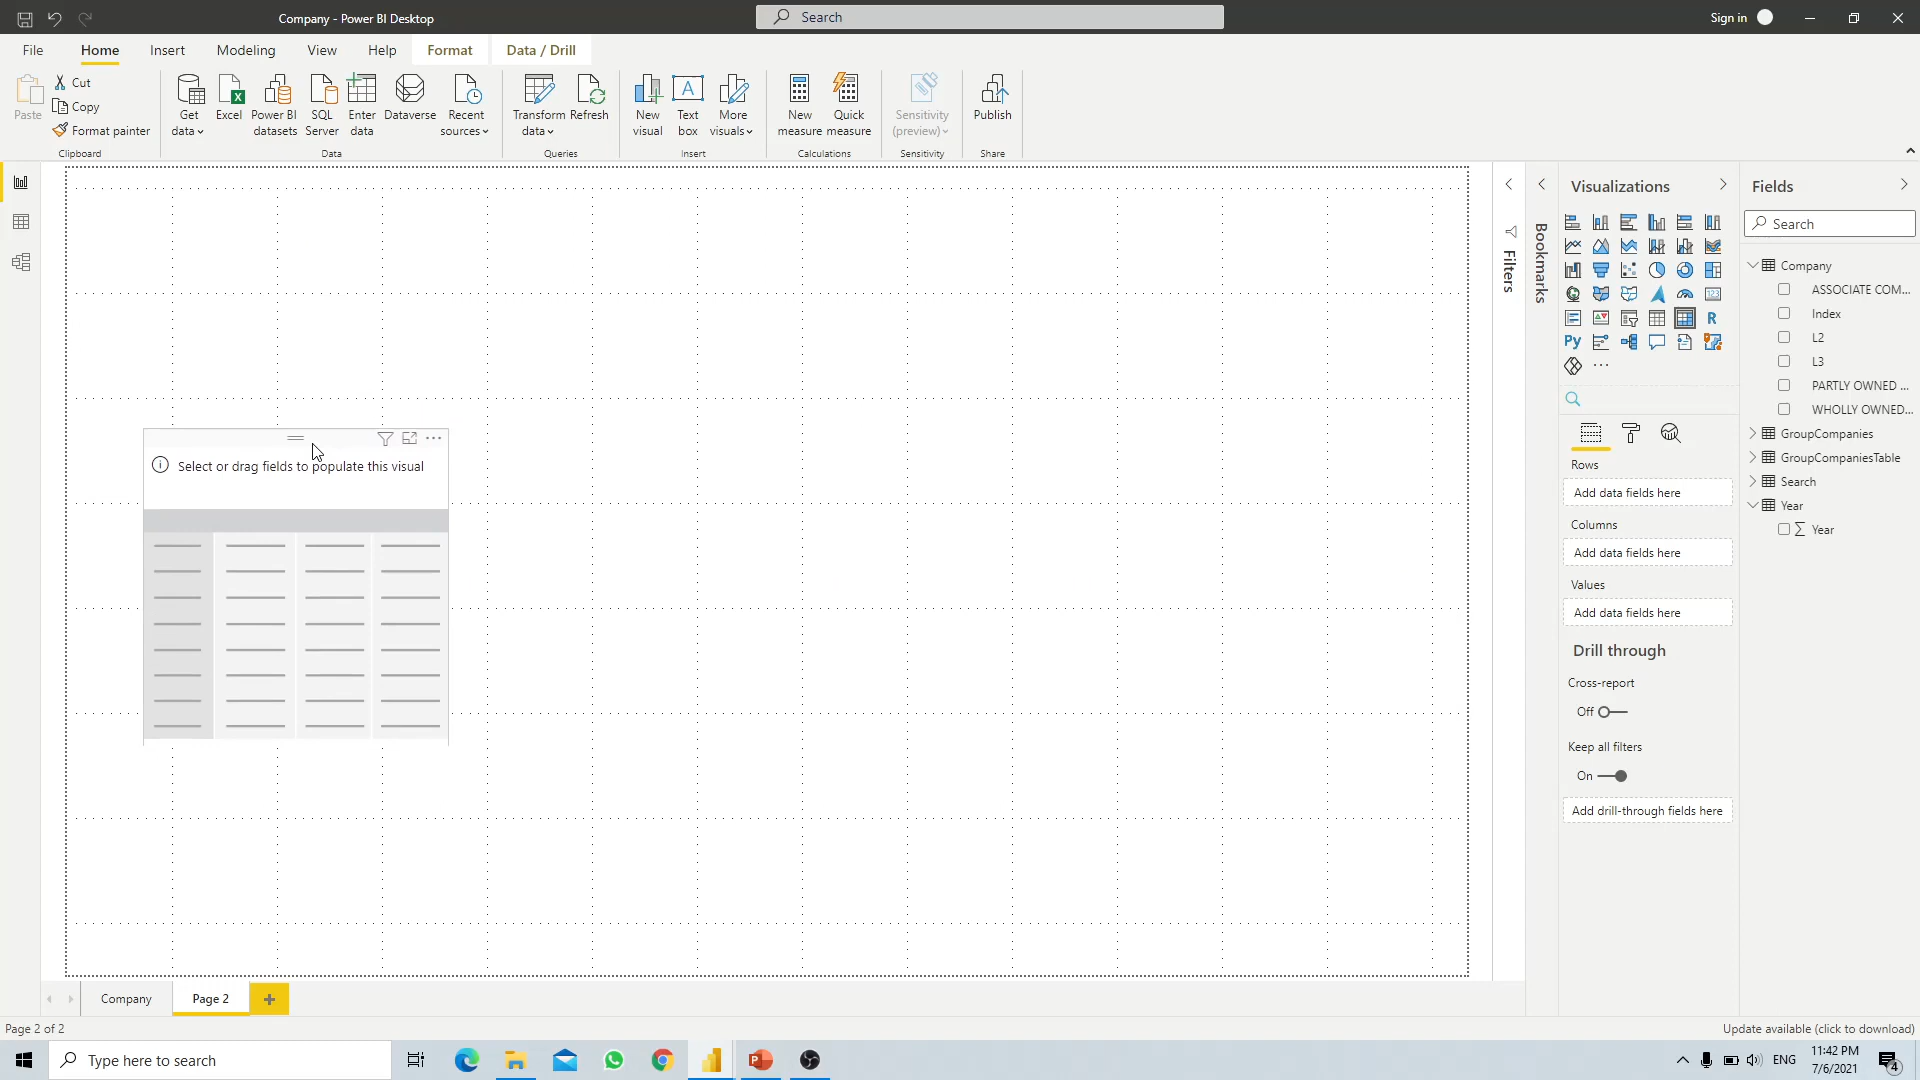 Company - Power BI Desktop
Search
Sign in
File
Home
Insert
Modeling
View
Help
Format
Data / Drill
Paste
Cut
Copy
Format painter
Clipboard
Get data
Excel
Power BI datasets
SQL Server
Enter data
Dataverse
Recent sources
Data
Transform data
Refresh
Queries
New visual
Text box
More visuals
Insert
New measure
Quick measure
Calculations
Sensitivity (preview)
Sensitivity
Publish
Share
Select or drag fields to populate this visual
Filters
Bookmarks
Visualizations
R
Py
Rows
Add data fields here
Columns
Add data fields here
Values
Add data fields here
Drill through
Cross-report
Off
Keep all filters
On
Add drill-through fields here
Fields
Search
Company
ASSOCIATE COM...
Index
L2
L3
PARTLY OWNED ...
WHOLLY OWNED...
GroupCompanies
GroupCompaniesTable
Search
Year
Year
Company
Page 2
Page 2 of 2
Update available (click to download)
Type here to search
ENG
11:42 PM
7/6/2021
4